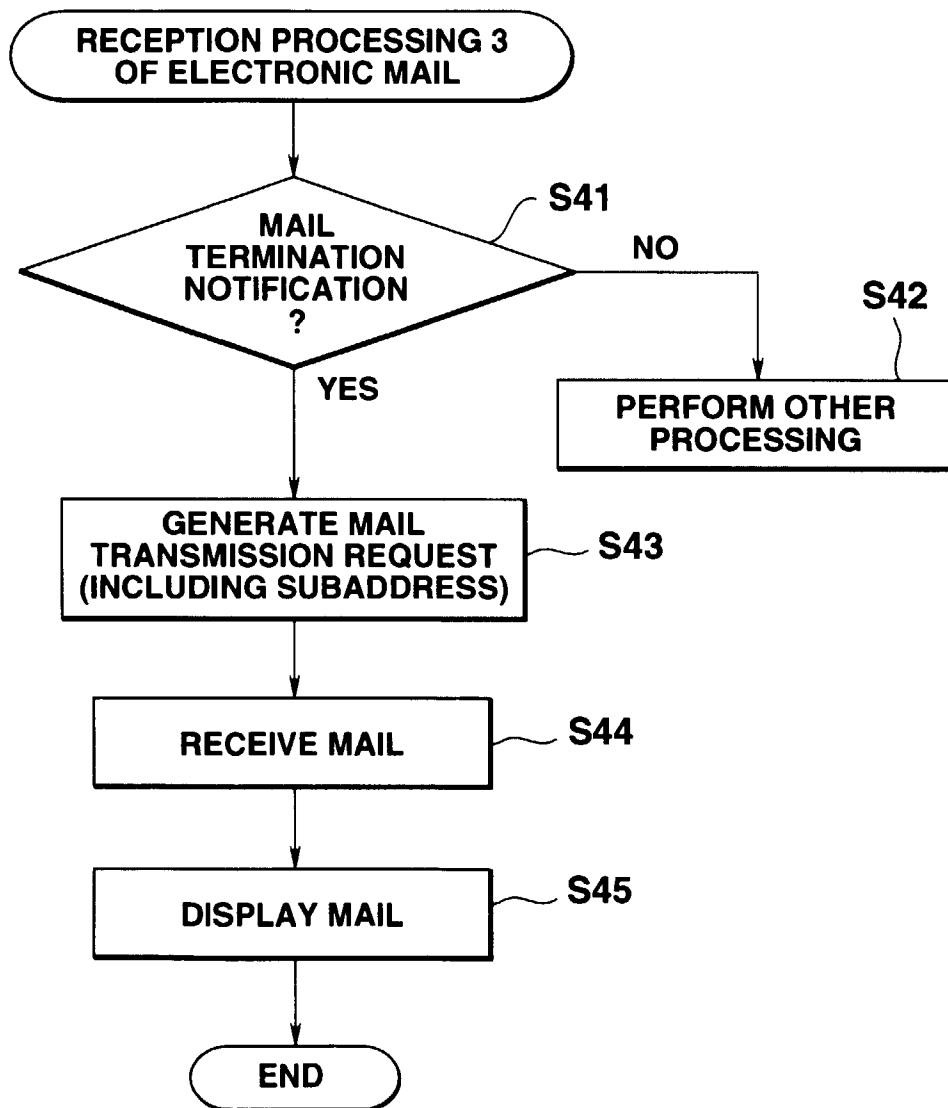 RECEPTION PROCESSING 3
OF ELECTRONIC MAIL
S41
MAIL
TERMINATION
NOTIFICATION
?
NO
S42
YES
PERFORM OTHER
PROCESSING
GENERATE MAIL
TRANSMISSION REQUEST
(INCLUDING SUBADDRESS)
S43
RECEIVE MAIL
S44
DISPLAY MAIL
S45
END